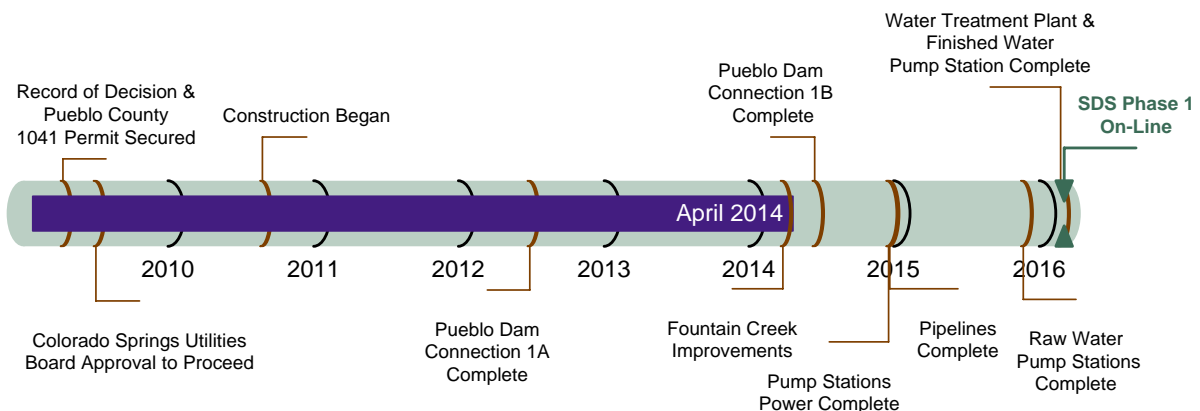 Record of Decision &
Pueblo County
1041 Permit Secured
Construction Began
Pueblo Dam
Connection 1B
Complete
Water Treatment Plant &
Finished Water
Pump Station Complete
SDS Phase 1
On-Line
April 2014
2010
2011
2012
2013
2014
2015
2016
Colorado Springs Utilities
Board Approval to Proceed
Pueblo Dam
Connection 1A
Complete
Fountain Creek
Improvements
Pump Stations
Power Complete
Pipelines
Complete
Raw Water
Pump Stations
Complete